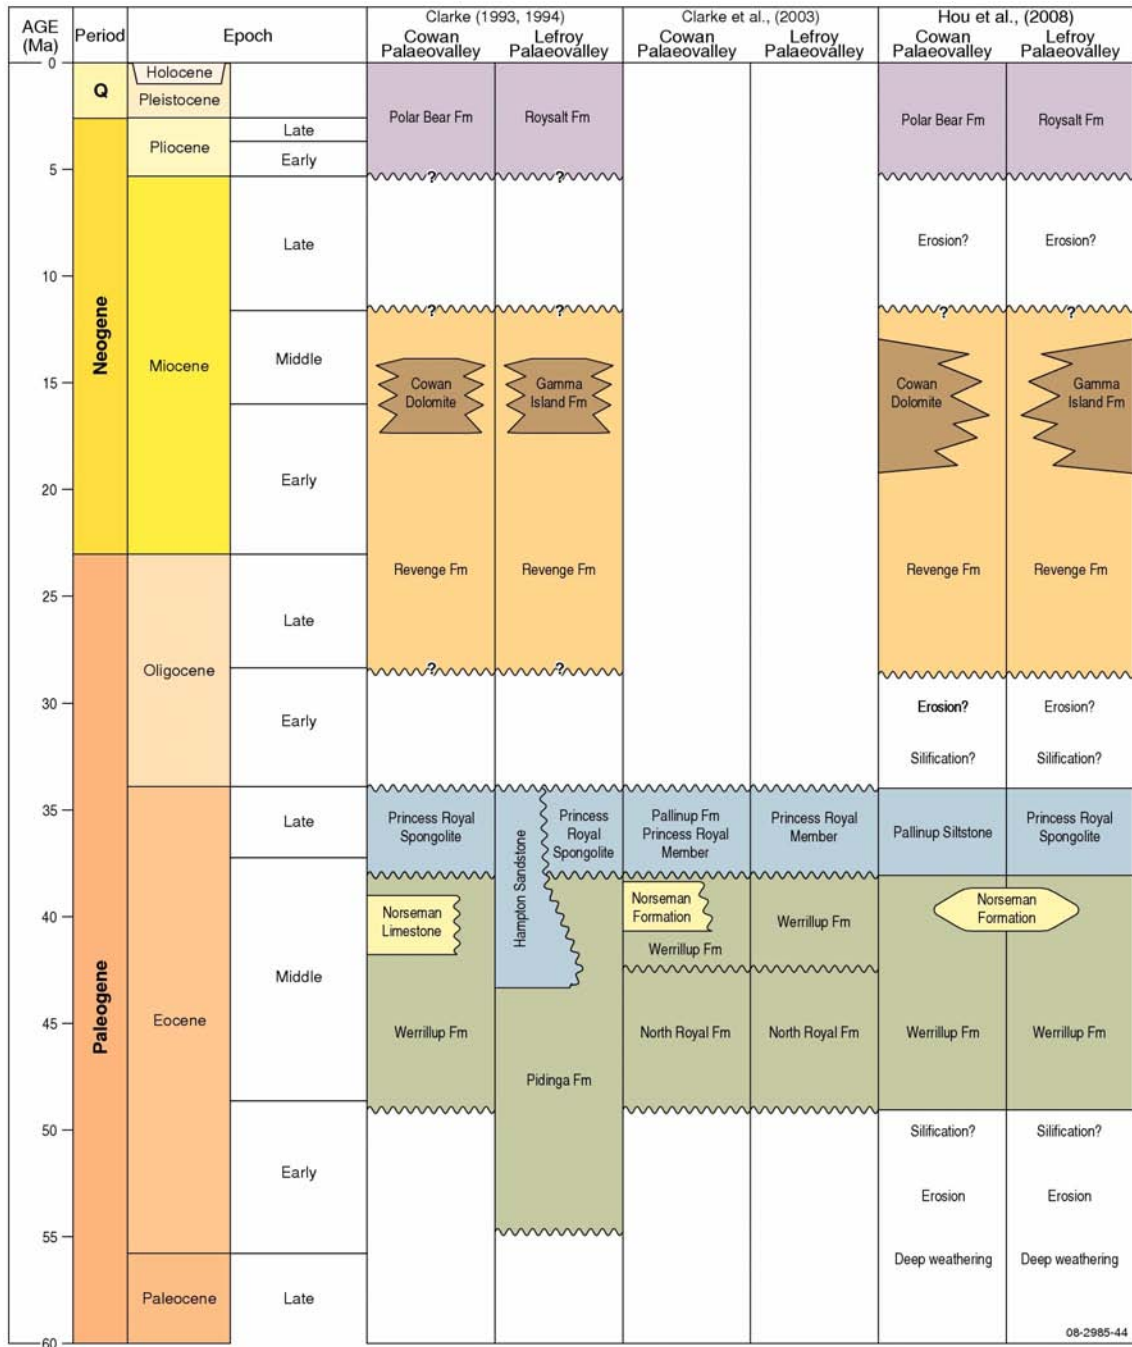 Clarke (1993, 1994) Clarke et al., (2003) Hou et al., (2008)
AGE (Ma) Period Epoch Cowan Palaeovalley Lefroy Palaeovalley Cowan Palaeovalley Lefroy Palaeovalley Cowan Palaeovalley Lefroy Palaeovalley
0
Holocene
Q
Pleistocene
Polar Bear Fm Roysalt Fm Polar Bear Fm Roysalt Fm
Late
Pliocene
Early
5
? ?
Late
Erosion? Erosion?
10
? ? ? ?
Neogene
Miocene
Middle
15
Cowan Dolomite
Gamma Island Fm
Cowan Dolomite
Gamma Island Fm
Early
20
Revenge Fm Revenge Fm Revenge Fm Revenge Fm
25
Late
? ?
Oligocene
30
Early
Erosion? Erosion?
Silification? Silification?
35
Late
Princess Royal Spongolite
Hampton Sandstone
Princess Royal Spongolite
Pallinup Fm
Princess Royal Member
Princess Royal Member
Pallinup Siltstone
Princess Royal Spongolite
40
Norseman Limestone
Norseman Formation
Werrillup Fm
Werrillup Fm
Norseman Formation
Middle
Paleogene
Eocene
45
Werrillup Fm
Pidinga Fm
North Royal Fm North Royal Fm Werrillup Fm Werrillup Fm
50
Silification? Silification?
Early
Erosion Erosion
55
Deep weathering Deep weathering
Paleocene
Late
60
08-2985-44